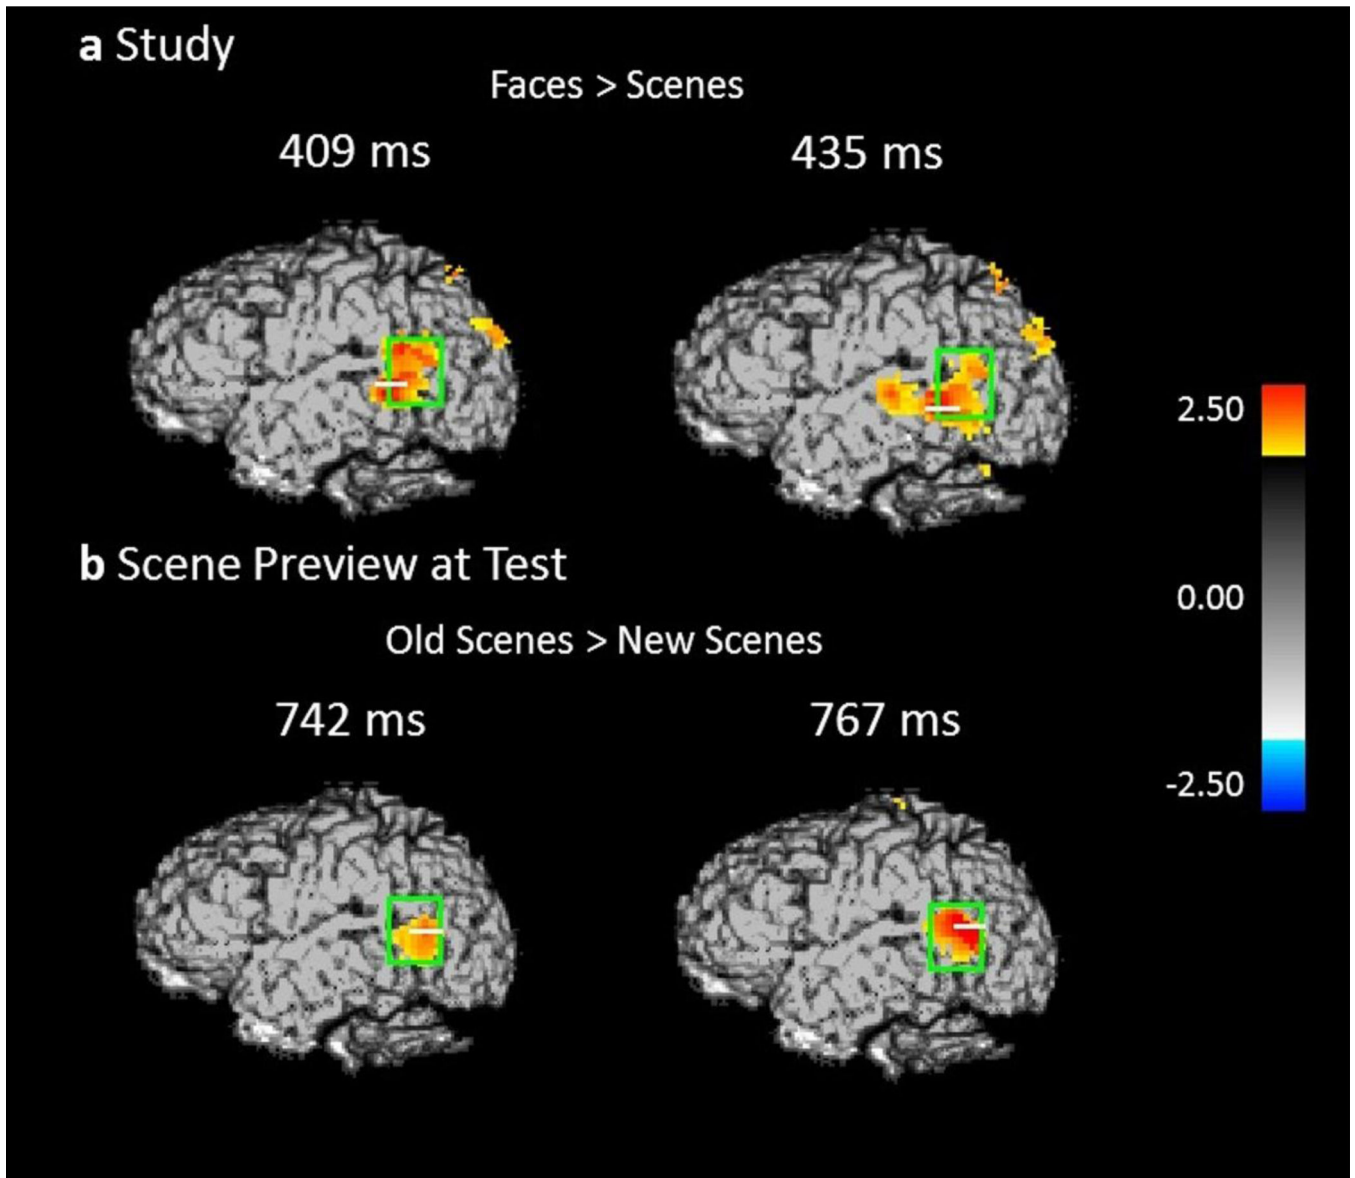 a Study
Faces > Scenes
409 ms
435 ms
2.50
0.00
-2.50
b Scene Preview at Test
Old Scenes > New Scenes
742 ms
767 ms